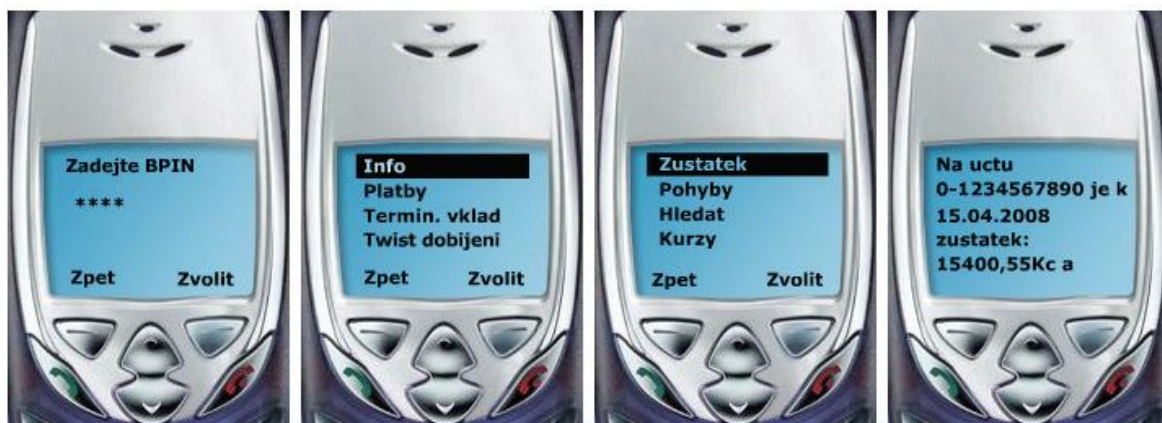 Zadejte BPIN
****
Zpet Zvolit
Info
Platby
Termin. vklad
Twist dobijeni
Zpet Zvolit
Zustatek
Pohyby
Hledat
Kurzy
Zpet Zvolit
Na uctu
0-1234567890 je k
15.04.2008
zustatek:
15400,55Kc a